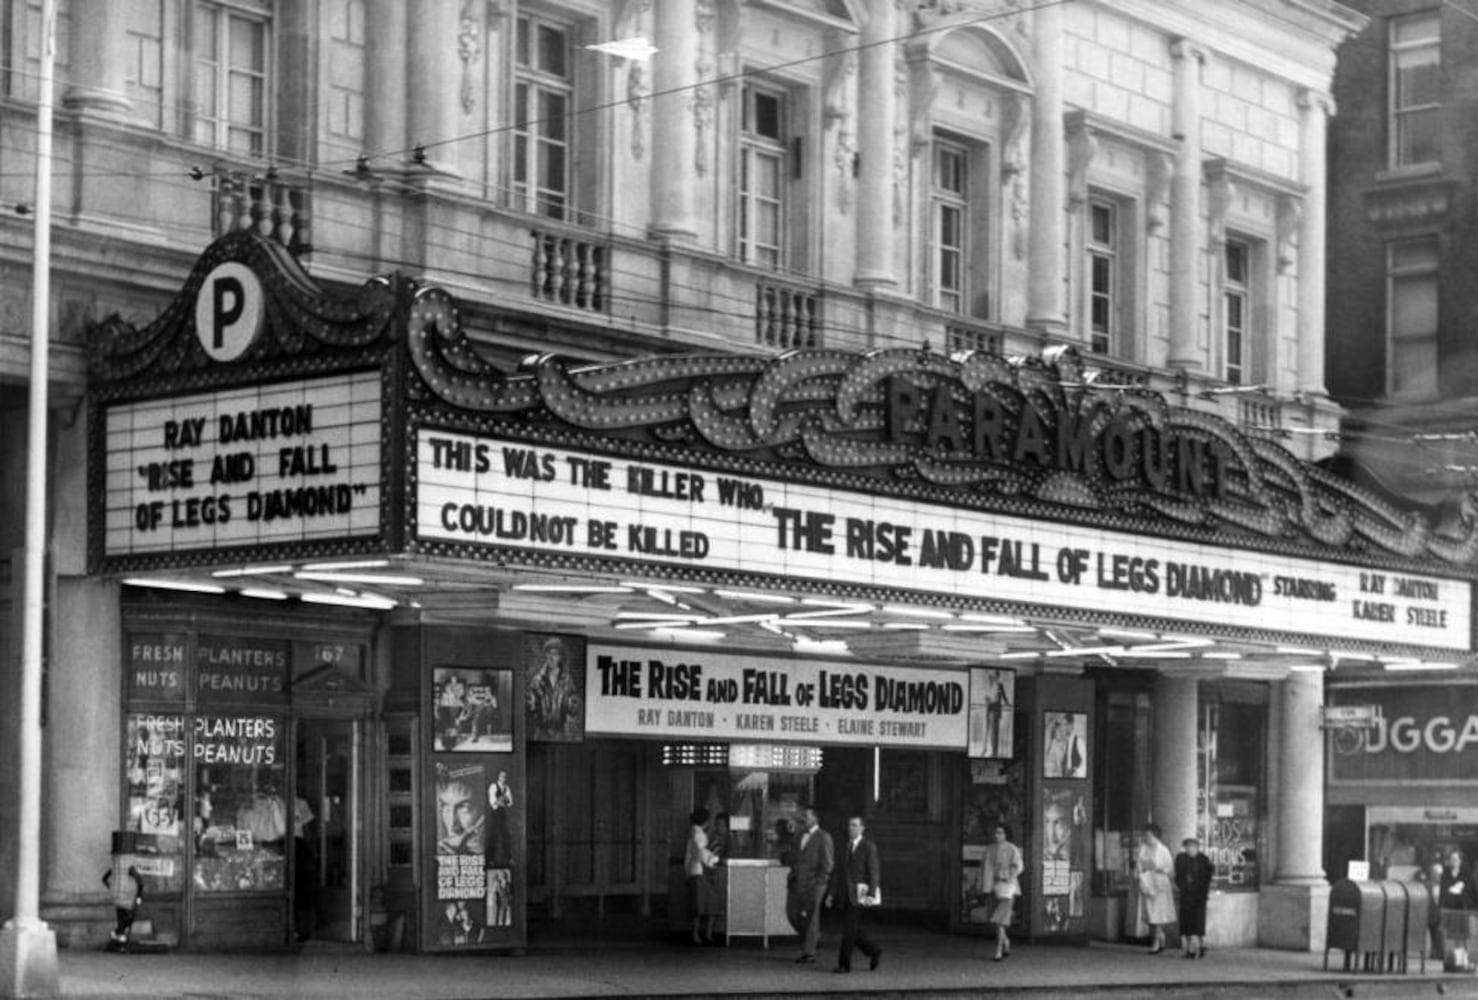 P
RAY DANTON
"RISE AND FALL
OF LEGS DIAMOND"
PARAMOUNT
THIS WAS THE KILLER WHO...
COULDNOT BE KILLED
"THE RISE AND FALL OF LEGS DIAMOND" STARRING
RAY DANTON
KAREN STEELE
FRESH
NUTS
PLANTERS
PEANUTS
167
FRESH
NUTS
PLANTERS
PEANUTS
65
THE RISE AND FALL OF LEGS DIAMOND
RAY DANTON · KAREN STEELE · ELAINE STEWART
THE RISE
AND FALL
OF LEGS
DIAMOND